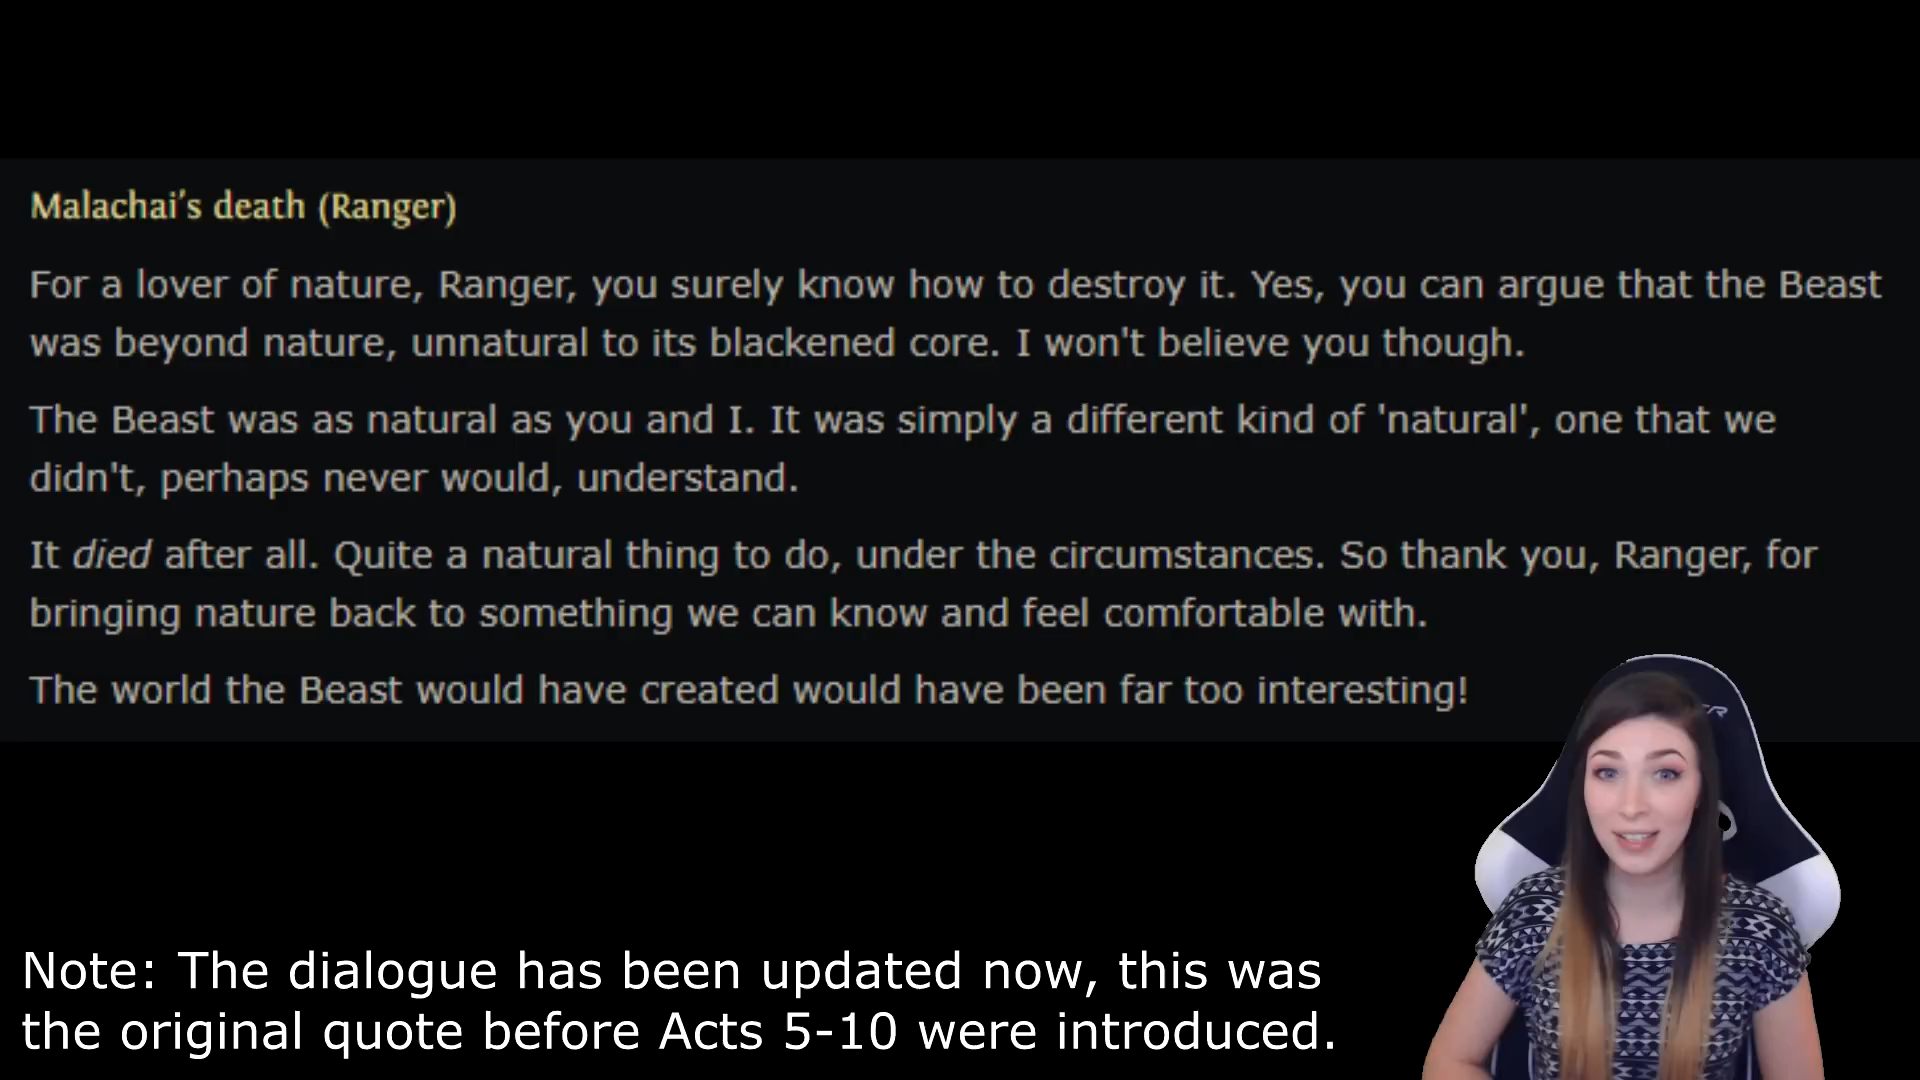 Malachai's death (Ranger)
For a lover of nature, Ranger, you surely know how to destroy it. Yes, you can argue that the Beast
was beyond nature, unnatural to its blackened core. I won't believe you though.
The Beast was as natural as you and I. It was simply a different kind of 'natural', one that we
didn't, perhaps never would, understand.
It died after all. Quite a natural thing to do, under the circumstances. So thank you, Ranger, for
bringing nature back to something we can know and feel comfortable with.
The world the Beast would have created would have been far too interesting!
Note: The dialogue has been updated now, this was
the original quote before Acts 5-10 were introduced.